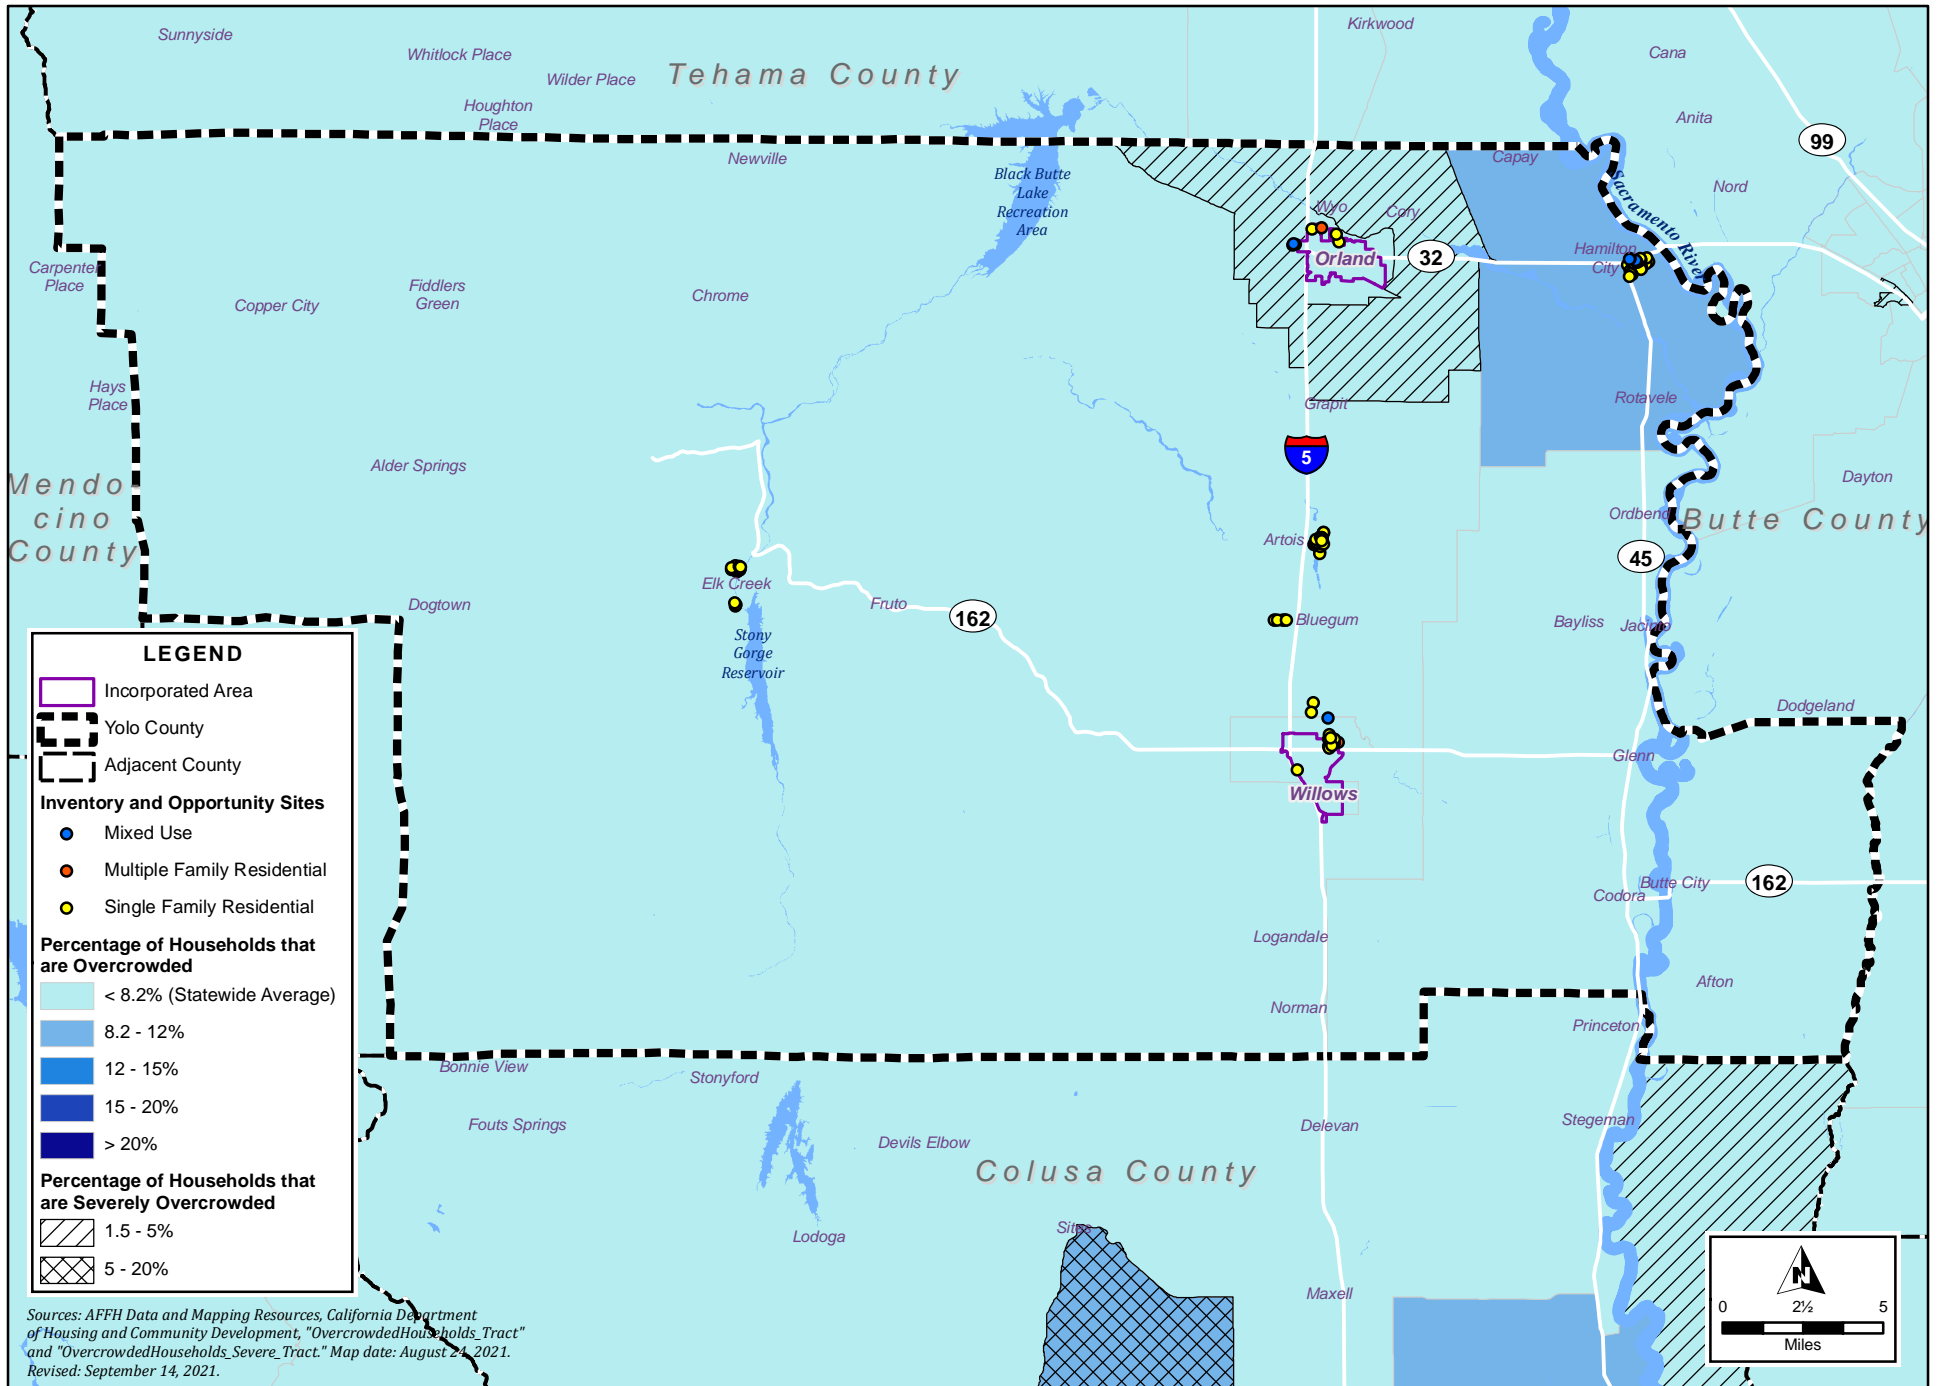 Sunnyside
Whitlock Place
Wilder Place
Tehama County
Houghton
Place
Kirkwood
Cana
Anita
99
Newville
Capay
Nord
Black Butte
Lake
Recreation
Area
Sacramento River
Wyo
Cory
Hamilton
City
Orland
32
Carpenter
Place
Copper City
Fiddlers
Green
Chrome
Hays
Place
Grapit
Rotavele
5
Alder Springs
Mendo-
cino
County
Dayton
Ordbend
Butte County
Artois
45
Elk Creek
Dogtown
Fruto
162
Bluegum
Bayliss
Jacinto
Stony
Gorge
Reservoir
Dodgeland
Glenn
Willows
162
Butte City
Codora
Logandale
Afton
Norman
Princeton
Bonnie View
Stonyford
Fouts Springs
Devils Elbow
Delevan
Stegeman
Colusa County
Sites
Lodoga
Maxell
LEGEND
Incorporated Area
Yolo County
Adjacent County
Inventory and Opportunity Sites
Mixed Use
Multiple Family Residential
Single Family Residential
Percentage of Households that
are Overcrowded
< 8.2% (Statewide Average)
8.2 - 12%
12 - 15%
15 - 20%
> 20%
Percentage of Households that
are Severely Overcrowded
1.5 - 5%
5 - 20%
Sources: AFFH Data and Mapping Resources, California Department
of Housing and Community Development, "OvercrowdedHouseholds_Tract"
and "OvercrowdedHouseholds_Severe_Tract." Map date: August 24, 2021.
Revised: September 14, 2021.
N
0 2½ 5
Miles